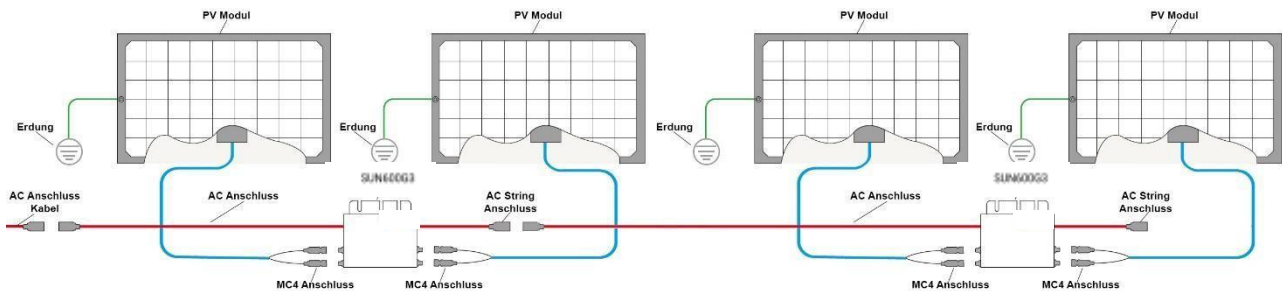 PV Modul
PV Modul
PV Modul
PV Modul
Erdung
Erdung
Erdung
Erdung
SUN600G3
SUN600G3
AC Anschluss
Kabel
AC Anschluss
AC String
Anschluss
AC Anschluss
AC String
Anschluss
MC4 Anschluss
MC4 Anschluss
MC4 Anschluss
MC4 Anschluss